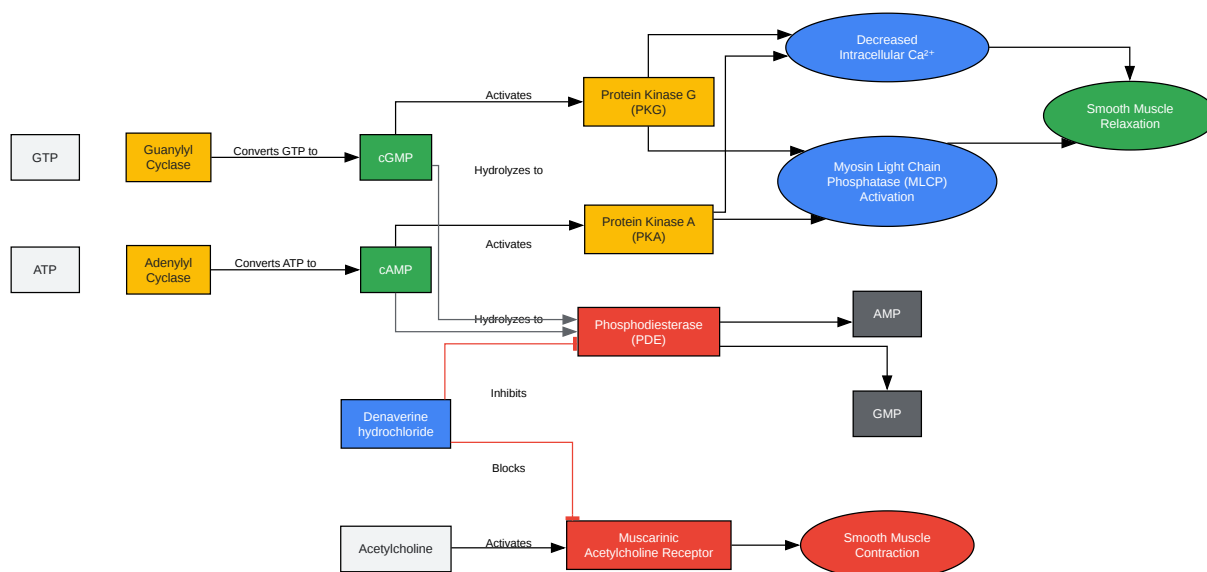 Decreased
Intracellular Ca²⁺
Protein Kinase G
(PKG)
Activates
Smooth Muscle
Relaxation
GTP
Guanylyl
Cyclase
Converts GTP to
cGMP
Hydrolyzes to
Myosin Light Chain
Phosphatase (MLCP)
Activation
Protein Kinase A
(PKA)
Activates
ATP
Adenylyl
Cyclase
Converts ATP to
cAMP
Hydrolyzes to
Phosphodiesterase
(PDE)
AMP
Inhibits
GMP
Denaverine
hydrochloride
Blocks
Acetylcholine
Activates
Muscarinic
Acetylcholine Receptor
Smooth Muscle
Contraction